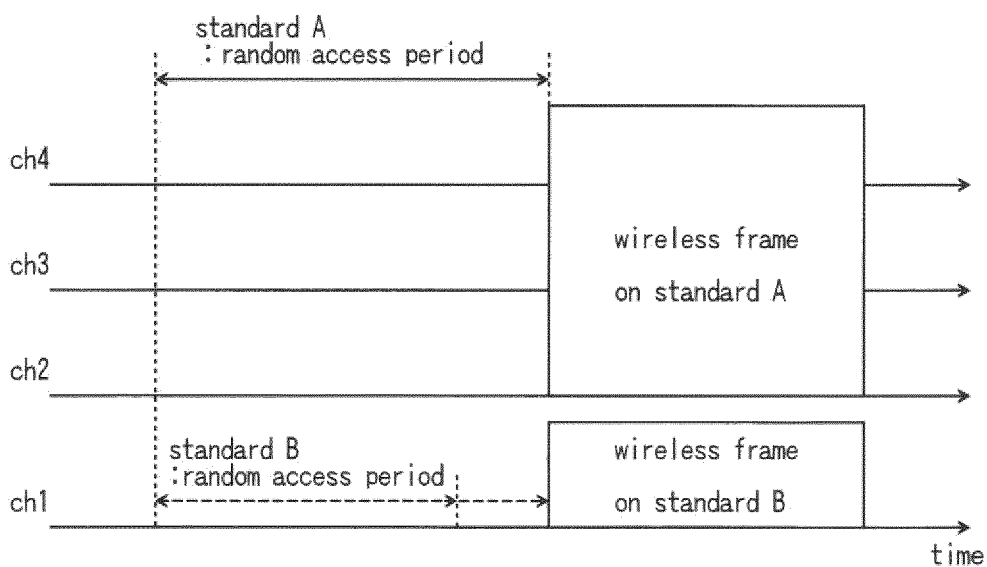 standard A
:random access period
ch4
wireless frame
ch3
on standard A
ch2
standard B
:random access period
wireless frame
ch1
on standard B
time